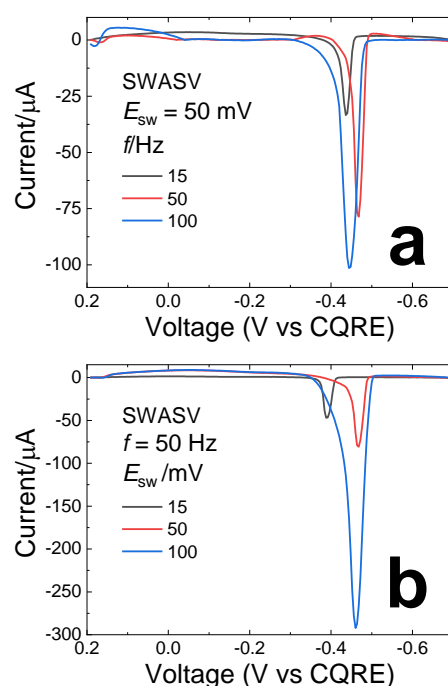 0
-25
-50
-75
-100
Current/μA
SWASV
Esw = 50 mV
f/Hz
15
50
100
a
0.2 0.0 -0.2 -0.4 -0.6
Voltage (V vs CQRE)
0
-50
-100
-150
-200
-250
-300
Current/μA
SWASV
f = 50 Hz
Esw /mV
15
50
100
b
0.2 0.0 -0.2 -0.4 -0.6
Voltage (V vs CQRE)